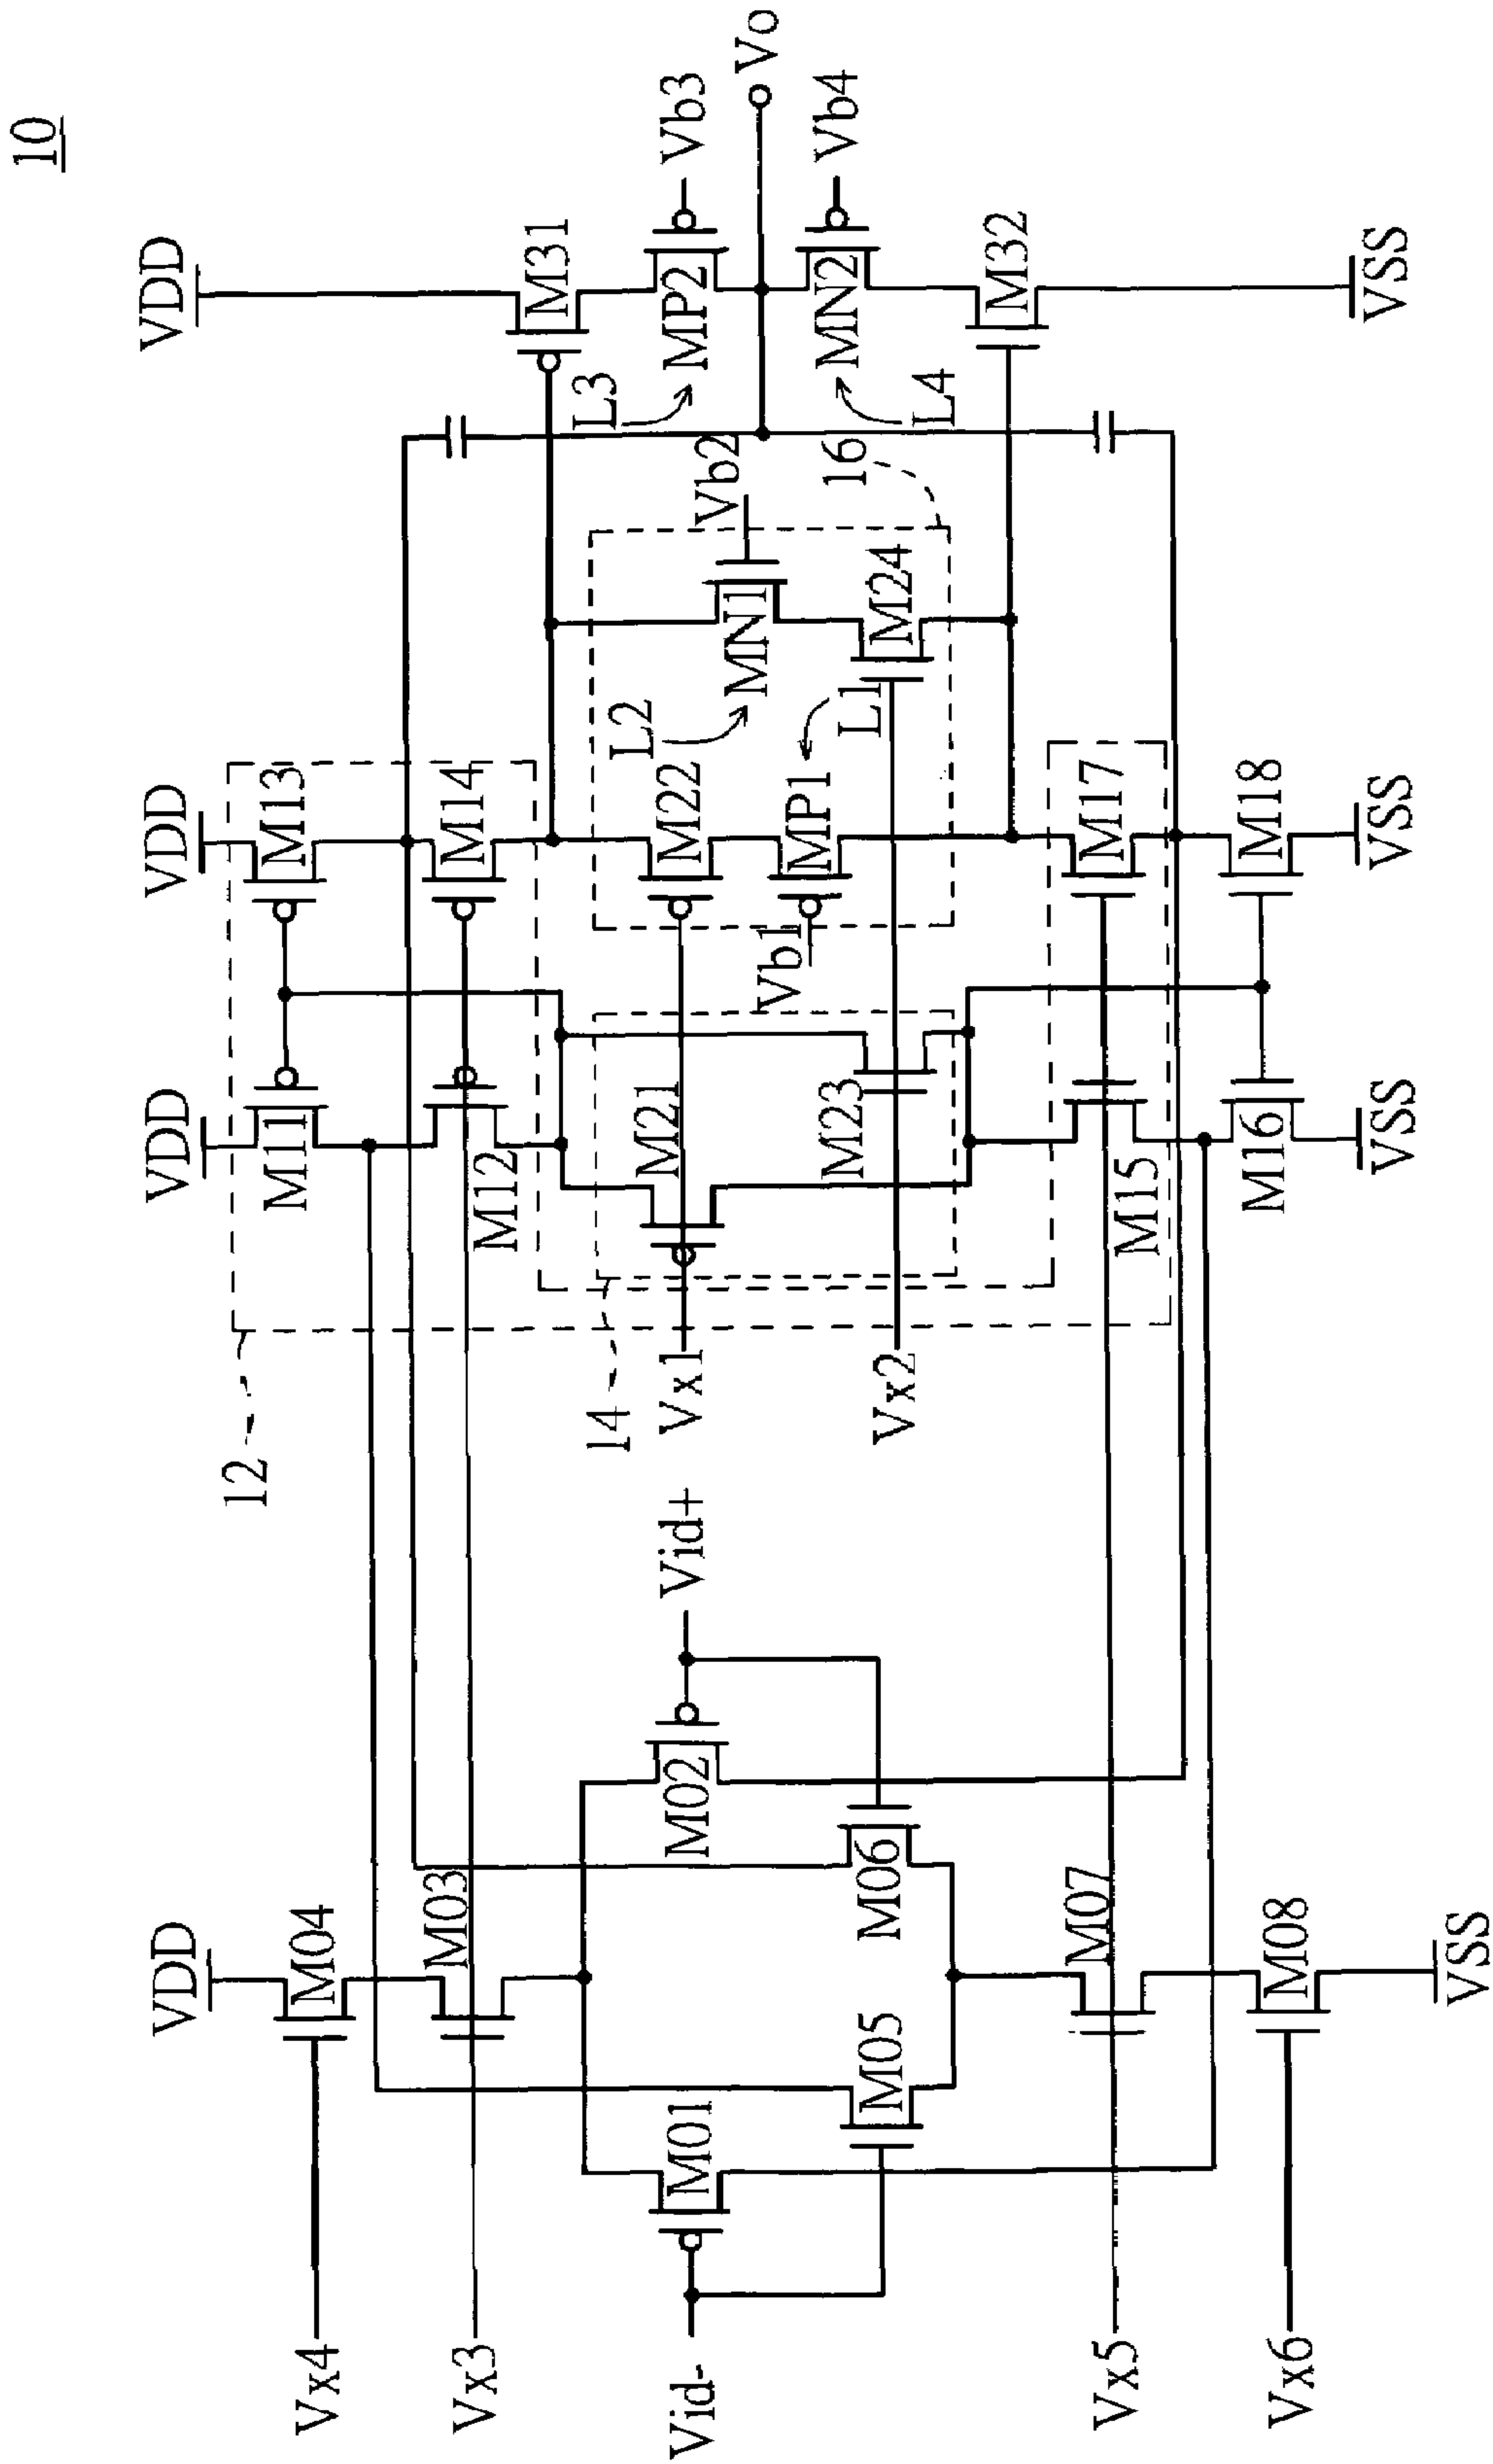 10
VDD
VDD
VDD
VDD
Vx4
M04
M11
M13
M31
12
Vx3
M03
M12
M14
L3
Vb3
MP2
14
Vid-
M01
M02
Vid+
Vx1
M21
L2
M22
MN1
Vb2
Vo
Vb1
MP1
L1
16
MN2
Vb4
M05
M06
Vx2
M23
M24
L4
M32
Vx5
M07
M15
M17
Vx6
M08
M16
M18
VSS
VSS
VSS
VSS